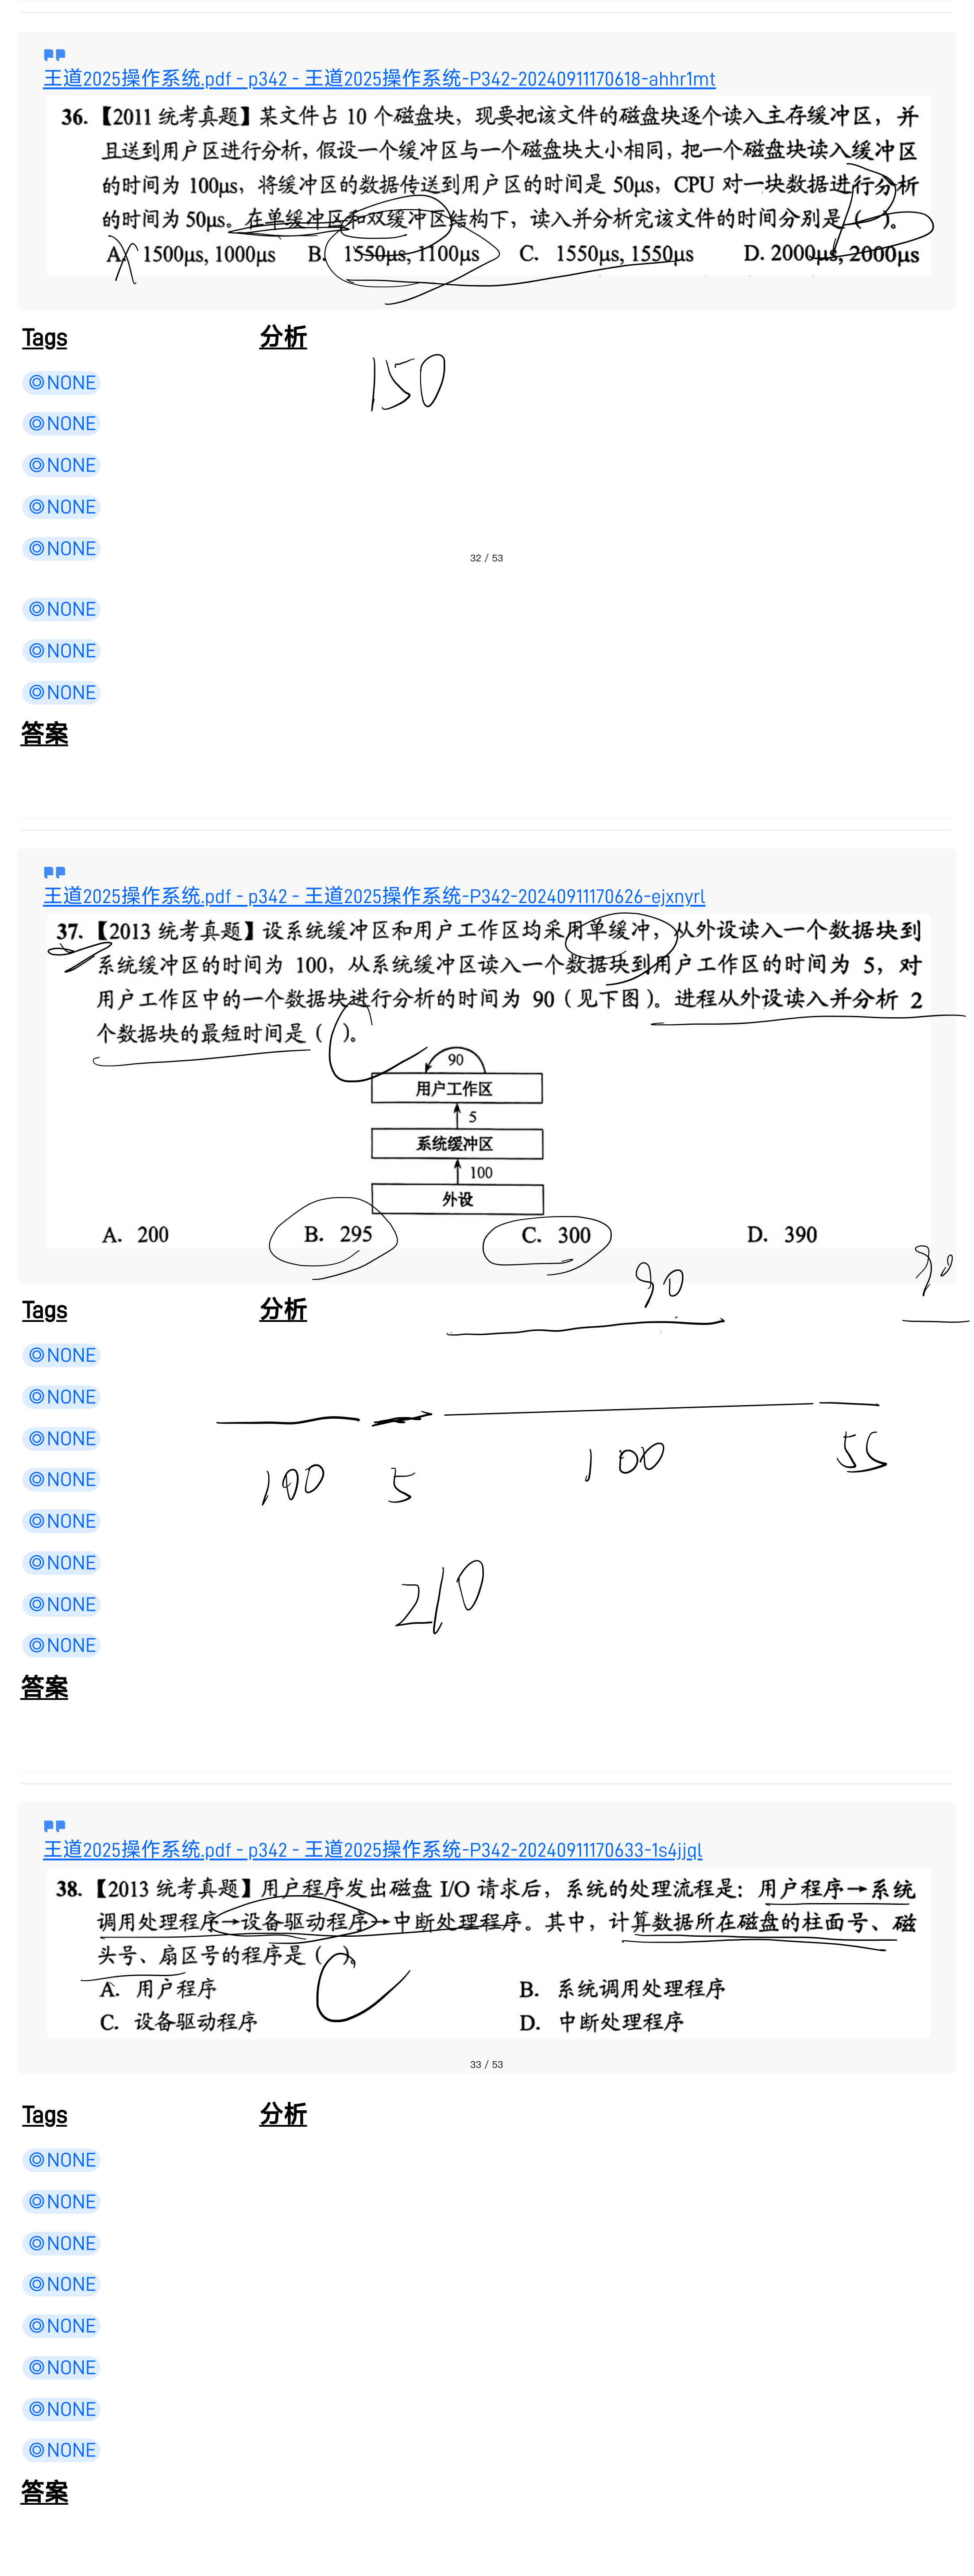 王道2025操作系统.pdf - p342 - 王道2025操作系统-P342-20240911170618-ahhr1mt
36.【2011 统考真题】某文件占 10 个磁盘块，现要把该文件的磁盘块逐个读入主存缓冲区，并
且送到用户区进行分析，假设一个缓冲区与一个磁盘块大小相同，把一个磁盘块读入缓冲区
的时间为 100μs，将缓冲区的数据传送到用户区的时间是 50μs，CPU 对一块数据进行分析
的时间为 50μs。在单缓冲区和双缓冲区结构下，读入并分析完该文件的时间分别是（ ）。
A. 1500μs, 1000μs B. 1550μs, 1100μs C. 1550μs, 1550μs D. 2000μs, 2000μs
Tags 分析
150
◎NONE
◎NONE
◎NONE
◎NONE
◎NONE
32 / 53
◎NONE
◎NONE
◎NONE
答案
王道2025操作系统.pdf - p342 - 王道2025操作系统-P342-20240911170626-ejxnyrl
37.【2013 统考真题】设系统缓冲区和用户工作区均采用单缓冲，从外设读入一个数据块到
系统缓冲区的时间为 100，从系统缓冲区读入一个数据块到用户工作区的时间为 5，对
用户工作区中的一个数据块进行分析的时间为 90（见下图）。进程从外设读入并分析 2
个数据块的最短时间是（ ）。
90
用户工作区
5
系统缓冲区
100
外设
A. 200 B. 295 C. 300 D. 390
90 90
Tags 分析
100 5 100 5
210
◎NONE
◎NONE
◎NONE
◎NONE
◎NONE
◎NONE
◎NONE
◎NONE
答案
王道2025操作系统.pdf - p342 - 王道2025操作系统-P342-20240911170633-1s4jjql
38.【2013 统考真题】用户程序发出磁盘 I/O 请求后，系统的处理流程是：用户程序→系统
调用处理程序→设备驱动程序→中断处理程序。其中，计算数据所在磁盘的柱面号、磁
头号、扇区号的程序是（ ）。
C
A. 用户程序 B. 系统调用处理程序
C. 设备驱动程序 D. 中断处理程序
33 / 53
Tags 分析
◎NONE
◎NONE
◎NONE
◎NONE
◎NONE
◎NONE
◎NONE
◎NONE
答案